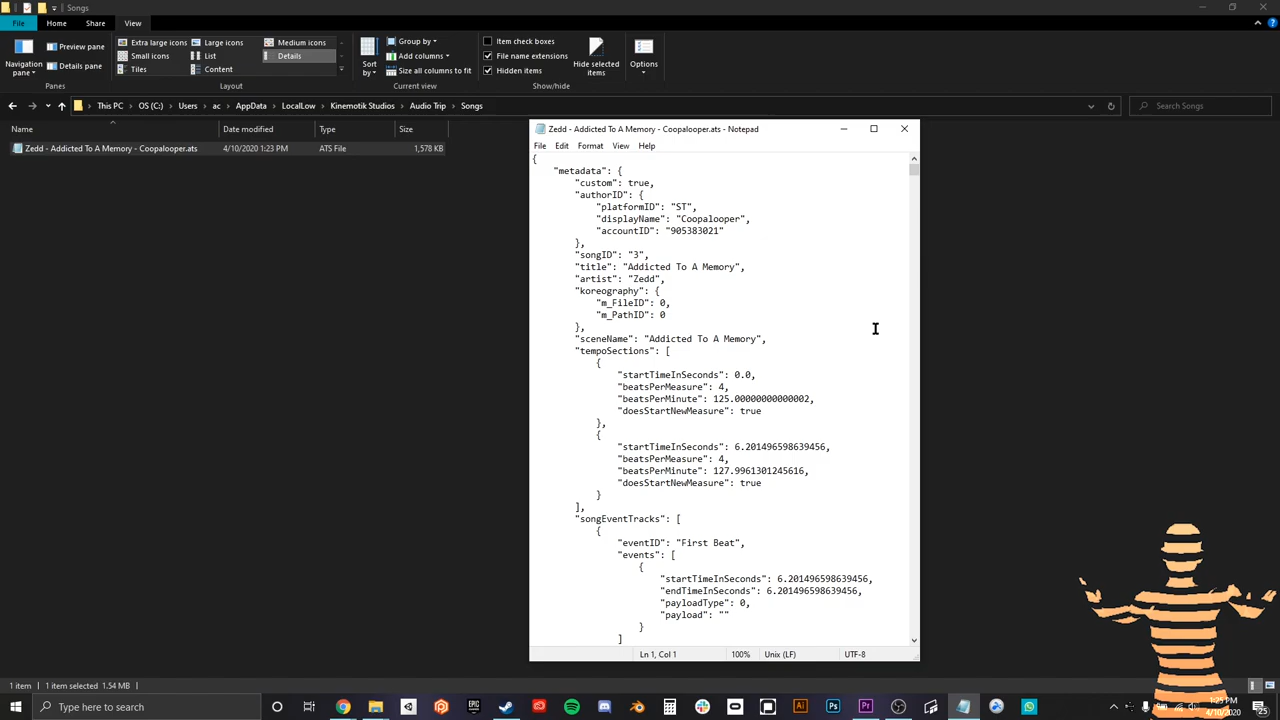 Songs
File
Home
Share
View
Navigation pane
Preview pane
Details pane
Panes
Extra large icons
Large icons
Medium icons
Small icons
List
Details
Tiles
Content
Layout
Sort by
Group by
Add columns
Size all columns to fit
Current view
Item check boxes
File name extensions
Hidden items
Hide selected items
Show/hide
Options
This PC > OS (C:) > Users > ac > AppData > LocalLow > Kinemotik Studios > Audio Trip > Songs
Search Songs
Name
Date modified
Type
Size
Zedd - Addicted To A Memory - Coopalooper.ats
4/10/2020 1:23 PM
ATS File
1,578 KB
Zedd - Addicted To A Memory - Coopalooper.ats - Notepad
File Edit Format View Help
{
"metadata": {
"custom": true,
"authorID": {
"platformID": "ST",
"displayName": "Coopalooper",
"accountID": "905383021"
},
"songID": "3",
"title": "Addicted To A Memory",
"artist": "Zedd",
"koreography": {
"m_FileID": 0,
"m_PathID": 0
},
"sceneName": "Addicted To A Memory",
"tempoSections": [
{
"startTimeInSeconds": 0.0,
"beatsPerMeasure": 4,
"beatsPerMinute": 125.00000000000002,
"doesStartNewMeasure": true
},
{
"startTimeInSeconds": 6.201496598639456,
"beatsPerMeasure": 4,
"beatsPerMinute": 127.9961301245616,
"doesStartNewMeasure": true
}
],
"songEventTracks": [
{
"eventID": "First Beat",
"events": [
{
"startTimeInSeconds": 6.201496598639456,
"endTimeInSeconds": 6.201496598639456,
"payloadType": 0,
"payload": ""
}
]
Ln 1, Col 1
100%
Unix (LF)
UTF-8
1 item
1 item selected 1.54 MB
Type here to search
1:25 PM
4/10/2020